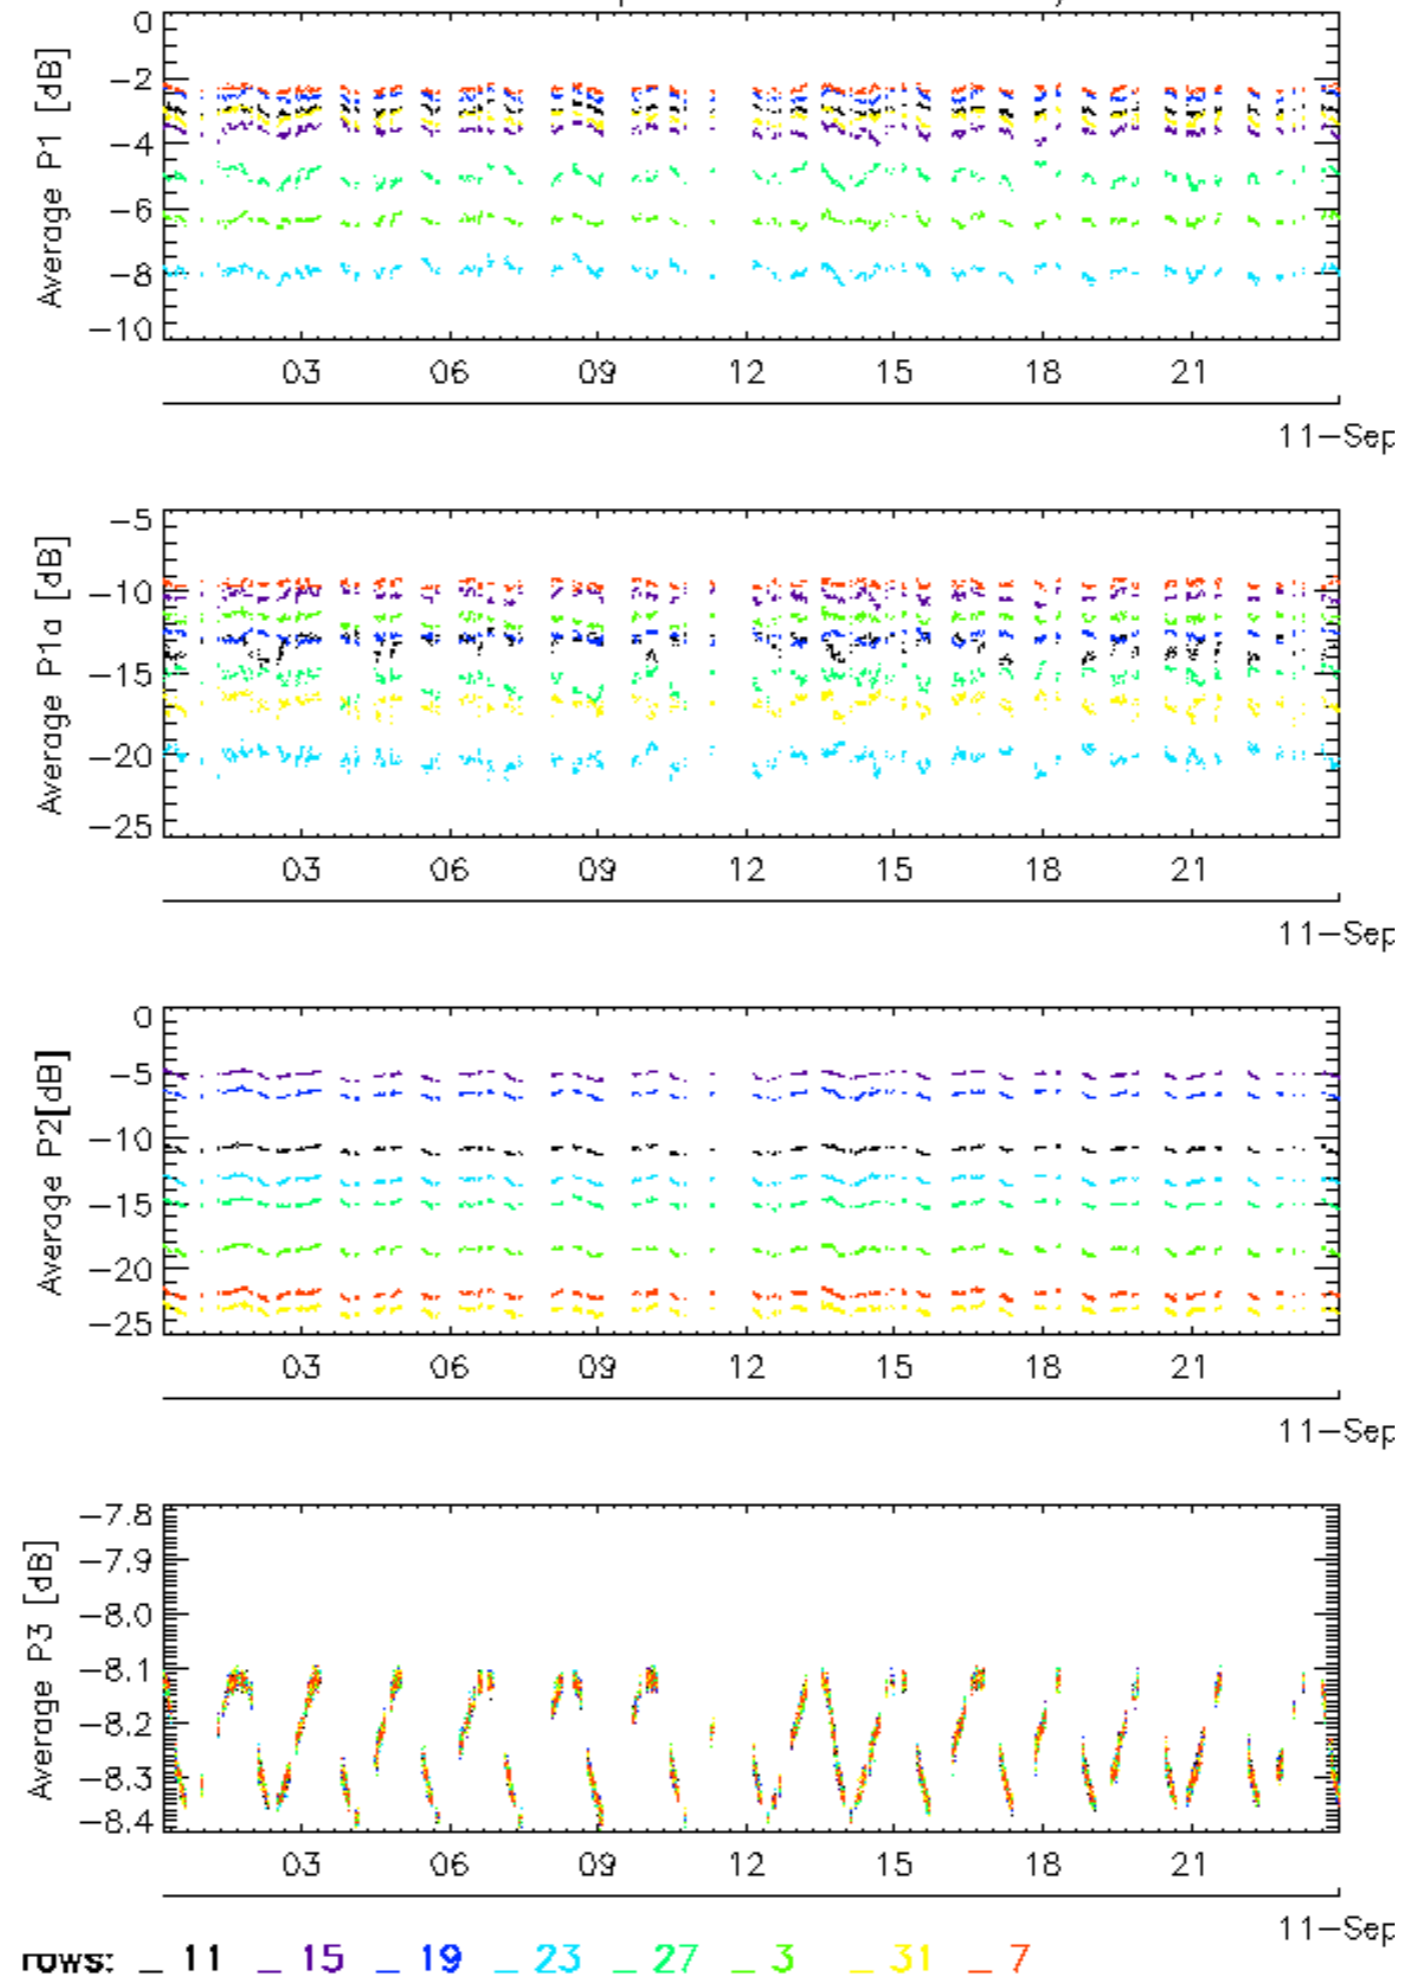 Average P1 [dB]
0
−2
−4
−6
−8
−10
03 06 09 12 15 18 21
11−Sep
Average P1a [dB]
−5
−10
−15
−20
−25
03 06 09 12 15 18 21
11−Sep
Average P2[dB]
0
−5
−10
−15
−20
−25
03 06 09 12 15 18 21
11−Sep
Average P3 [dB]
−7.8
−7.9
−8.0
−8.1
−8.2
−8.3
−8.4
03 06 09 12 15 18 21
11−Sep
rows: _ 11 _ 15 _ 19 _ 23 _ 27 _ 3 _ 31 _ 7